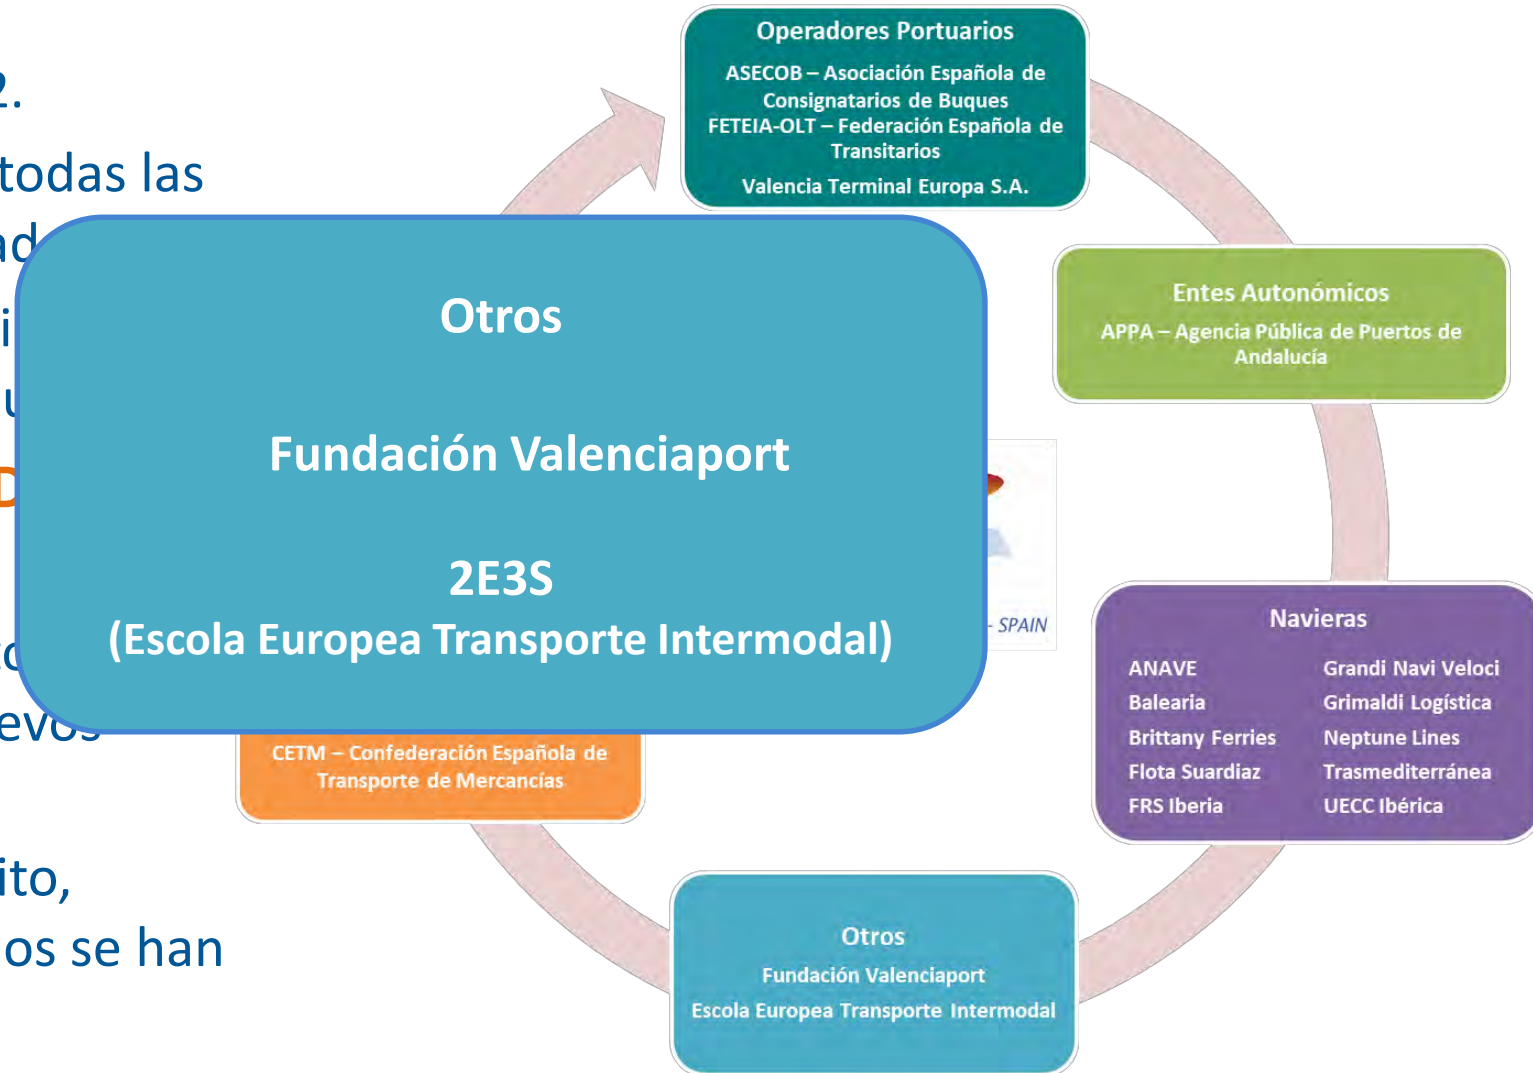 2.
todas las
Otros
Fundación Valenciaport
2E3S
(Escola Europea Transporte Intermodal)
evos
ito,
os se han
Operadores Portuarios
ASECOB – Asociación Española de
Consignatarios de Buques
FETEIA-OLT – Federación Española de
Transitarios
Valencia Terminal Europa S.A.
Entes Autonómicos
APPA – Agencia Pública de Puertos de
Andalucía
- SPAIN
Navieras
ANAVE
Balearia
Brittany Ferries
Flota Suardiaz
FRS Iberia
Grandi Navi Veloci
Grimaldi Logística
Neptune Lines
Trasmediterránea
UECC Ibérica
CETM – Confederación Española de
Transporte de Mercancías
Otros
Fundación Valenciaport
Escola Europea Transporte Intermodal